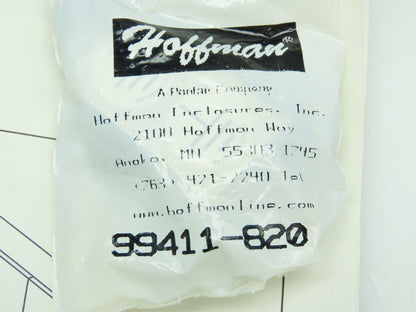 Hoffman®
A Pentair Company
Hoffman Enclosures, Inc.
2100 Hoffman Way
Anoka, MN 55303-1745
(763) 421-2240 Tel
www.hoffmanonline.com
99411-820